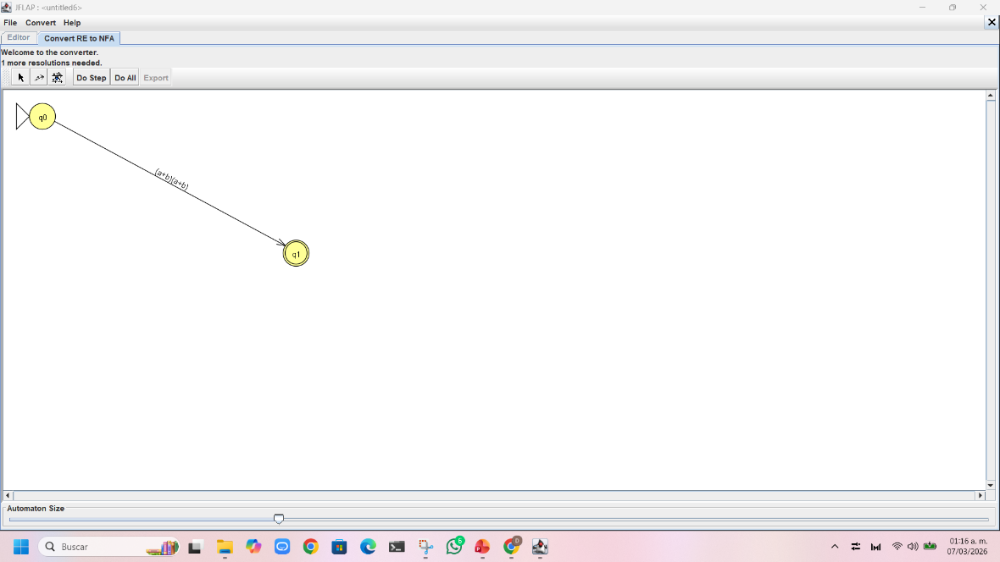 JFLAP : <untitled6>
File Convert Help
Editor Convert RE to NFA
Welcome to the converter.
1 more resolutions needed.
Do Step Do All Export
q0
(a+b)(a+b)
q1
Automaton Size
Buscar
6
D
01:16 a. m.
07/03/2026